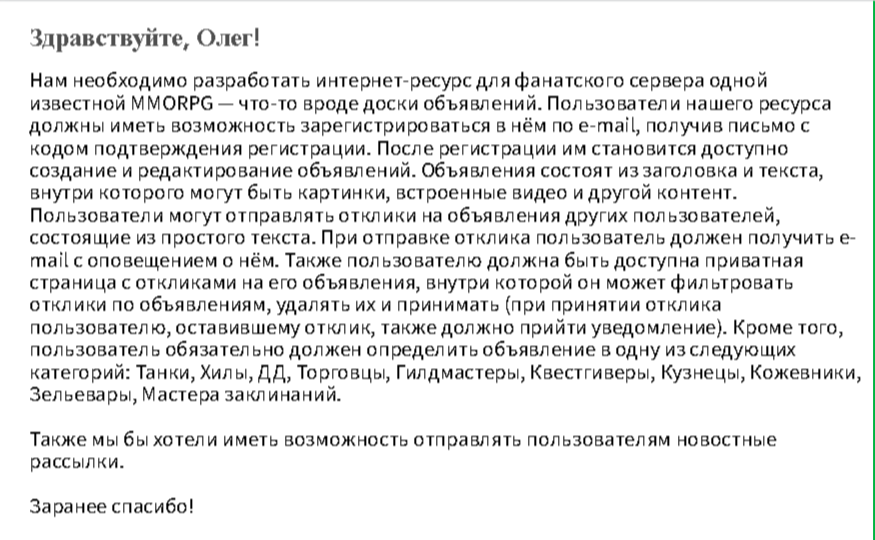 Здравствуйте, Олег!
Нам необходимо разработать интернет-ресурс для фанатского сервера одной
известной MMORPG — что-то вроде доски объявлений. Пользователи нашего ресурса
должны иметь возможность зарегистрироваться в нём по e-mail, получив письмо с
кодом подтверждения регистрации. После регистрации им становится доступно
создание и редактирование объявлений. Объявления состоят из заголовка и текста,
внутри которого могут быть картинки, встроенные видео и другой контент.
Пользователи могут отправлять отклики на объявления других пользователей,
состоящие из простого текста. При отправке отклика пользователь должен получить e-
mail с оповещением о нём. Также пользователю должна быть доступна приватная
страница с откликами на его объявления, внутри которой он может фильтровать
отклики по объявлениям, удалять их и принимать (при принятии отклика
пользователю, оставившему отклик, также должно прийти уведомление). Кроме того,
пользователь обязательно должен определить объявление в одну из следующих
категорий: Танки, Хилы, ДД, Торговцы, Гилдмастеры, Квестгиверы, Кузнецы, Кожевники,
Зельевары, Мастера заклинаний.
Также мы бы хотели иметь возможность отправлять пользователям новостные
рассылки.
Заранее спасибо!